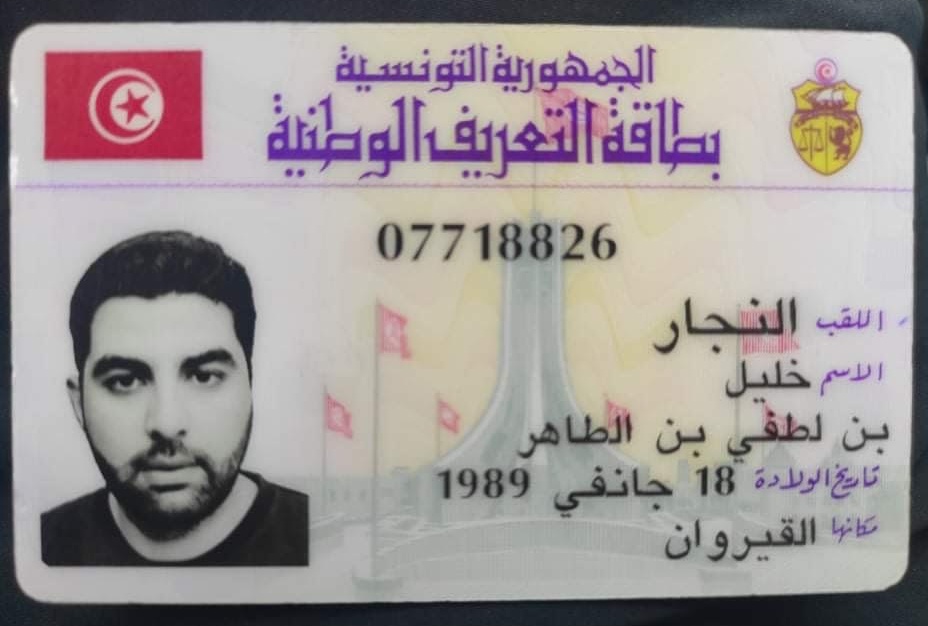 الجمهورية التونسية
بطاقة التعريف الوطنية
07718826
اللقب النجار
الاسم خليل
بن لطفي بن الطاهر
تاريخ الولادة 18 جانفي 1989
مكانها القيروان